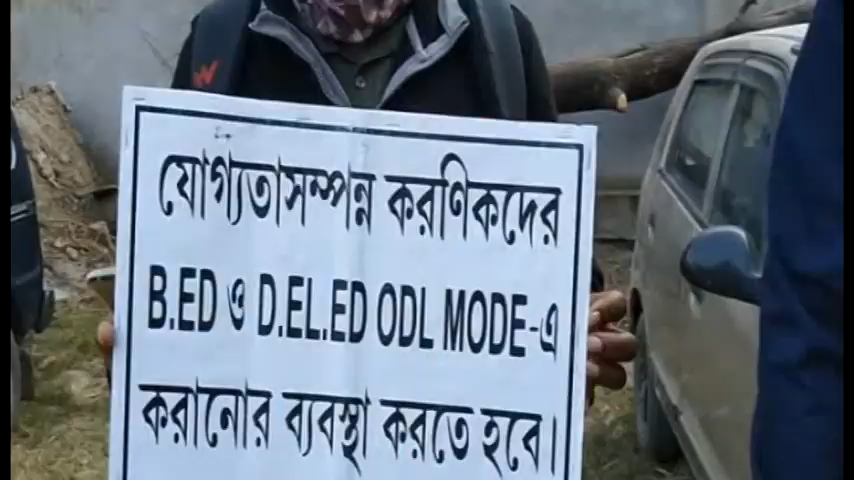 যোগ্যতাসম্পন্ন করণিকদের
B.ED ও D.EL.ED ODL MODE-এ
করানোর ব্যবস্থা করতে হবে।